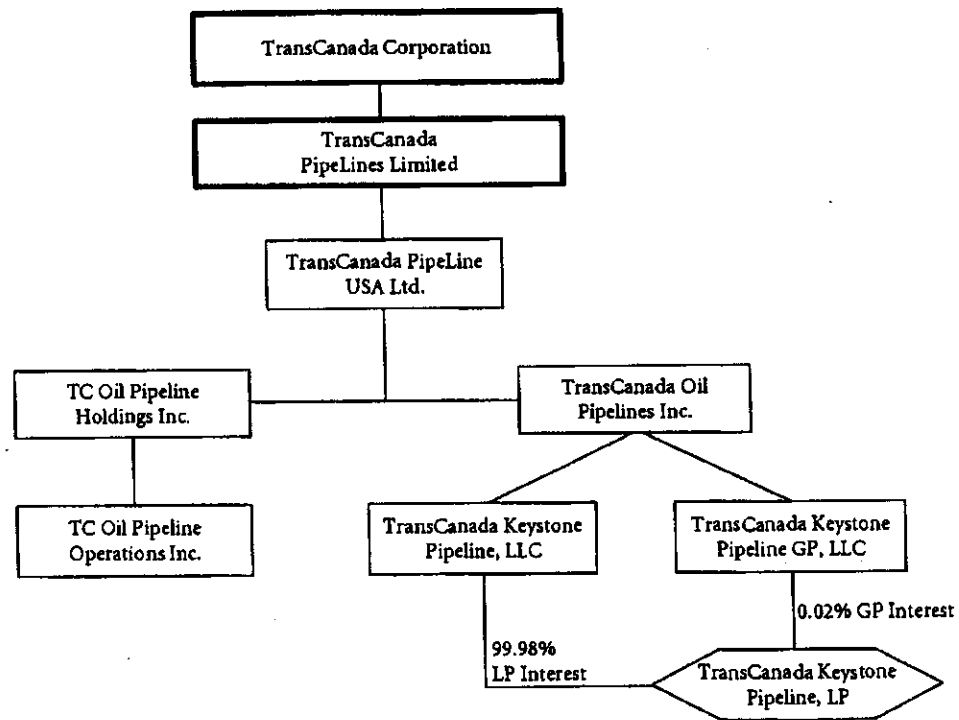 TransCanada Corporation
TransCanada
PipeLines Limited
TransCanada PipeLine
USA Ltd.
TC Oil Pipeline
Holdings Inc.
TransCanada Oil
Pipelines Inc.
TC Oil Pipeline
Operations Inc.
TransCanada Keystone
Pipeline, LLC
TransCanada Keystone
Pipeline GP, LLC
0.02% GP Interest
99.98%
LP Interest
TransCanada Keystone
Pipeline, LP